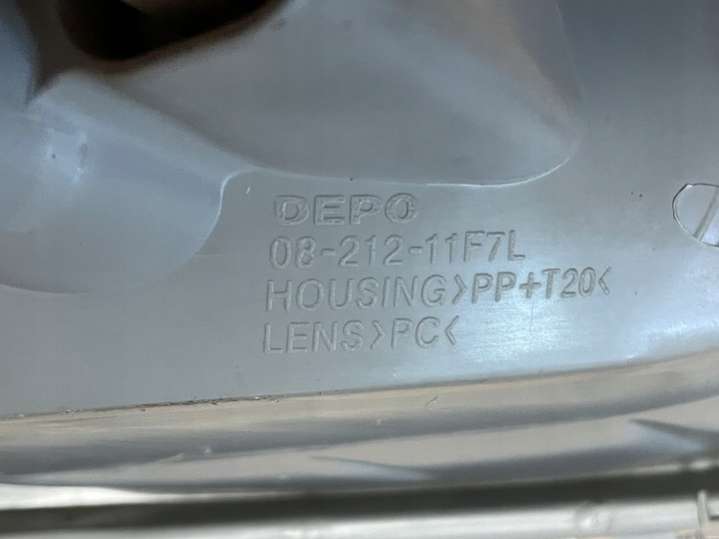 DEPO
08-212-11F7L
HOUSING>PP+T20<
LENS>PC<